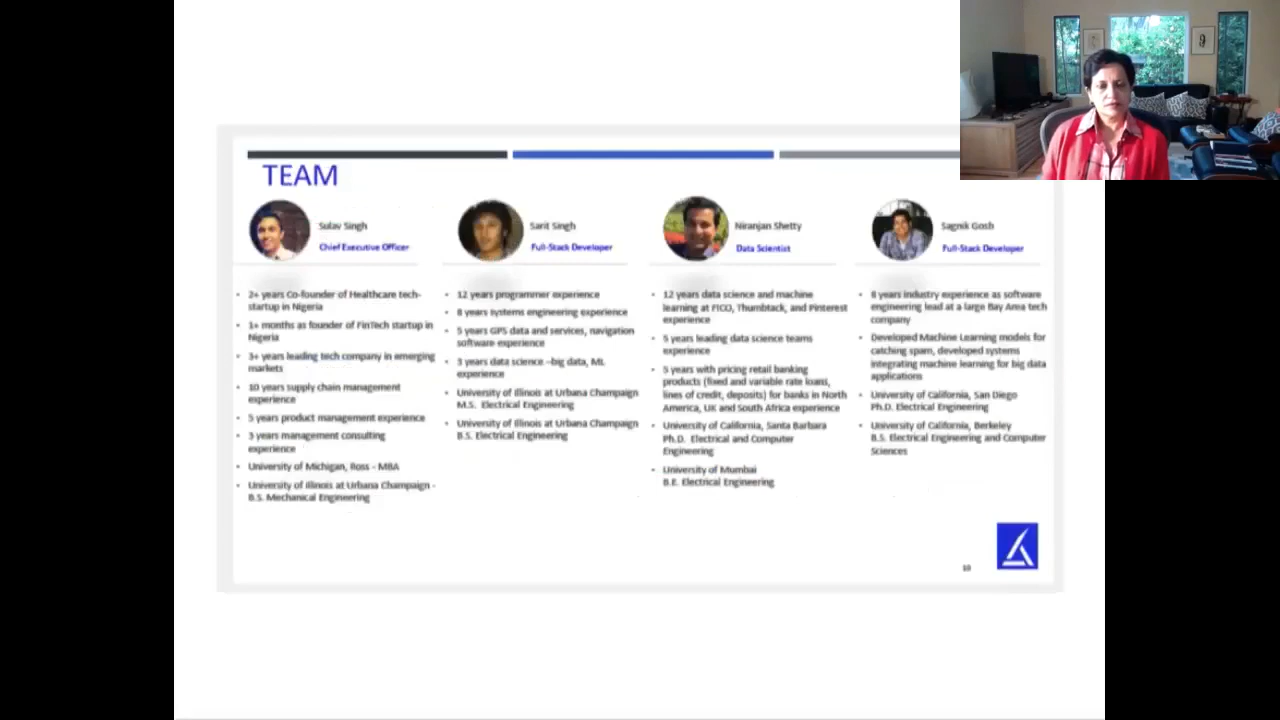 TEAM
Sulav Singh
Chief Executive Officer
2+ years Co-founder of Healthcare tech-
startup in Nigeria
1+ months as founder of FinTech startup in
Nigeria
3+ years leading tech company in emerging
markets
10 years supply chain management
experience
5 years product management experience
3 years management consulting
experience
University of Michigan, Ross - MBA
University of Illinois at Urbana Champaign -
B.S. Mechanical Engineering
Sarit Singh
Full-Stack Developer
12 years programmer experience
8 years systems engineering experience
5 years GPS data and services, navigation
software experience
3 years data science –big data, ML
experience
University of Illinois at Urbana Champaign
M.S. Electrical Engineering
University of Illinois at Urbana Champaign
B.S. Electrical Engineering
Niranjan Shetty
Data Scientist
12 years data science and machine
learning at FICO, Thumbtack, and Pinterest
experience
5 years leading data science teams
experience
5 years with pricing retail banking
products (fixed and variable rate loans,
lines of credit, deposits) for banks in North
America, UK and South Africa experience
University of California, Santa Barbara
Ph.D. Electrical and Computer
Engineering
University of Mumbai
B.E. Electrical Engineering
Sagnik Gosh
Full-Stack Developer
8 years industry experience as software
engineering lead at a large Bay Area tech
company
Developed Machine Learning models for
catching spam, developed systems
integrating machine learning for big data
applications
University of California, San Diego
Ph.D. Electrical Engineering
University of California, Berkeley
B.S. Electrical Engineering and Computer
Sciences
10